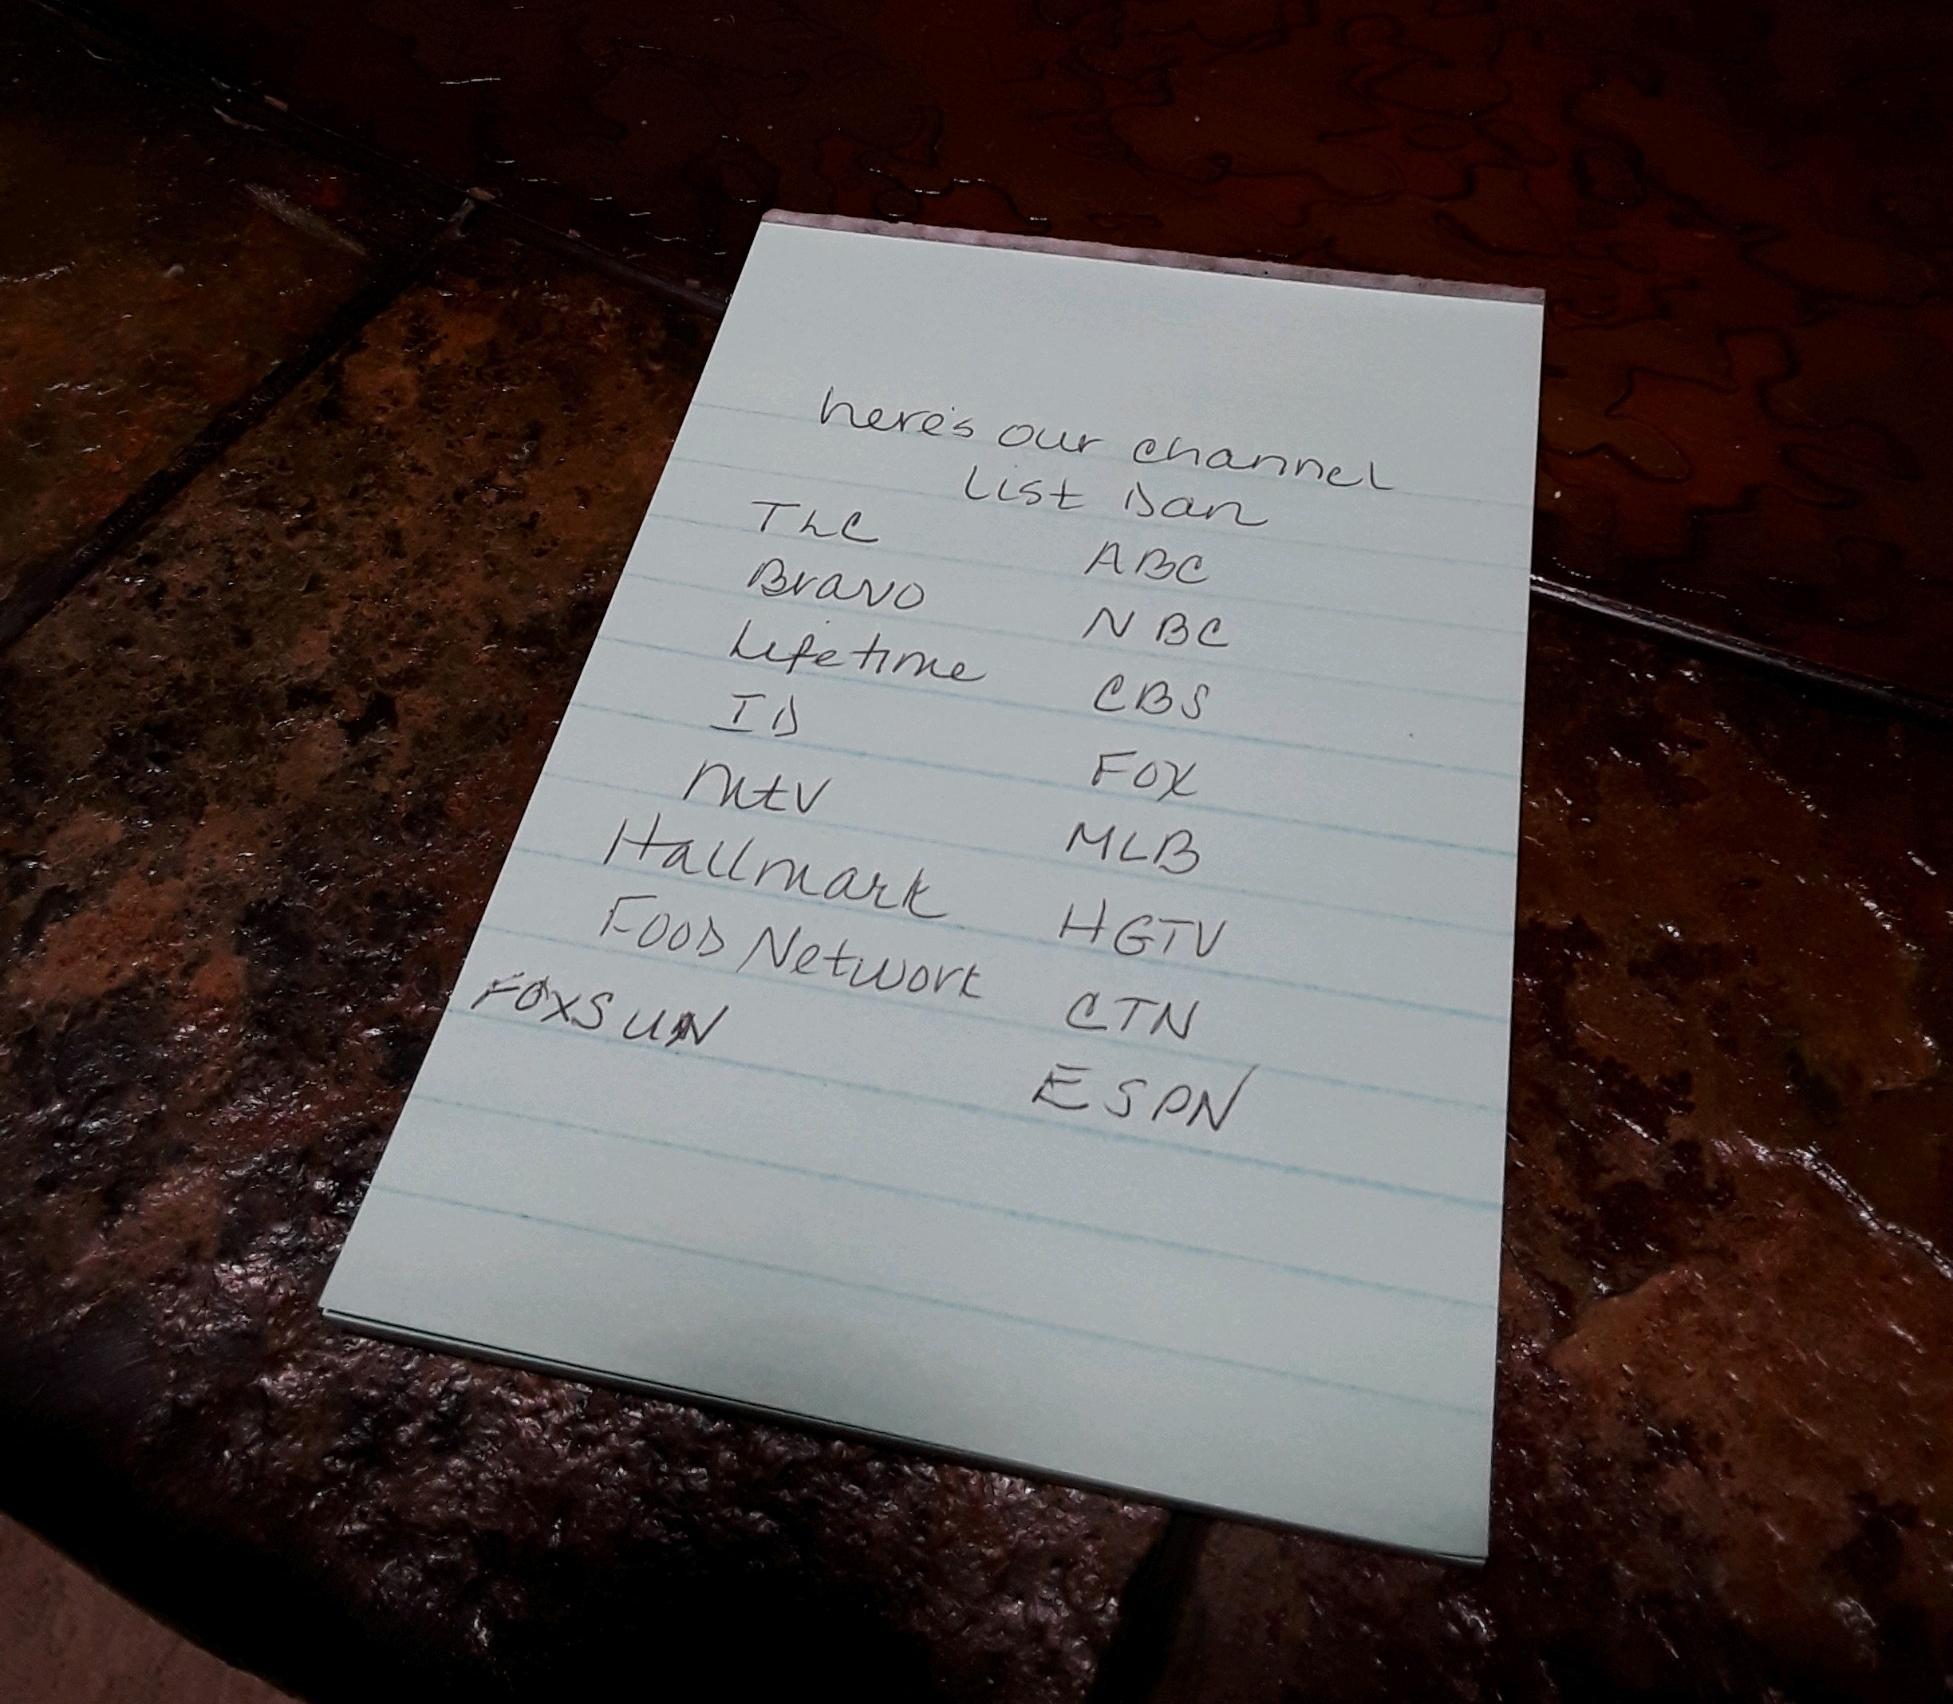 here's our channel
List Dan
TLC ABC
Bravo NBC
Lifetime CBS
ID FOX
mtv MLB
Hallmark HGTV
FOOD Network CTN
FOXSUN ESPN